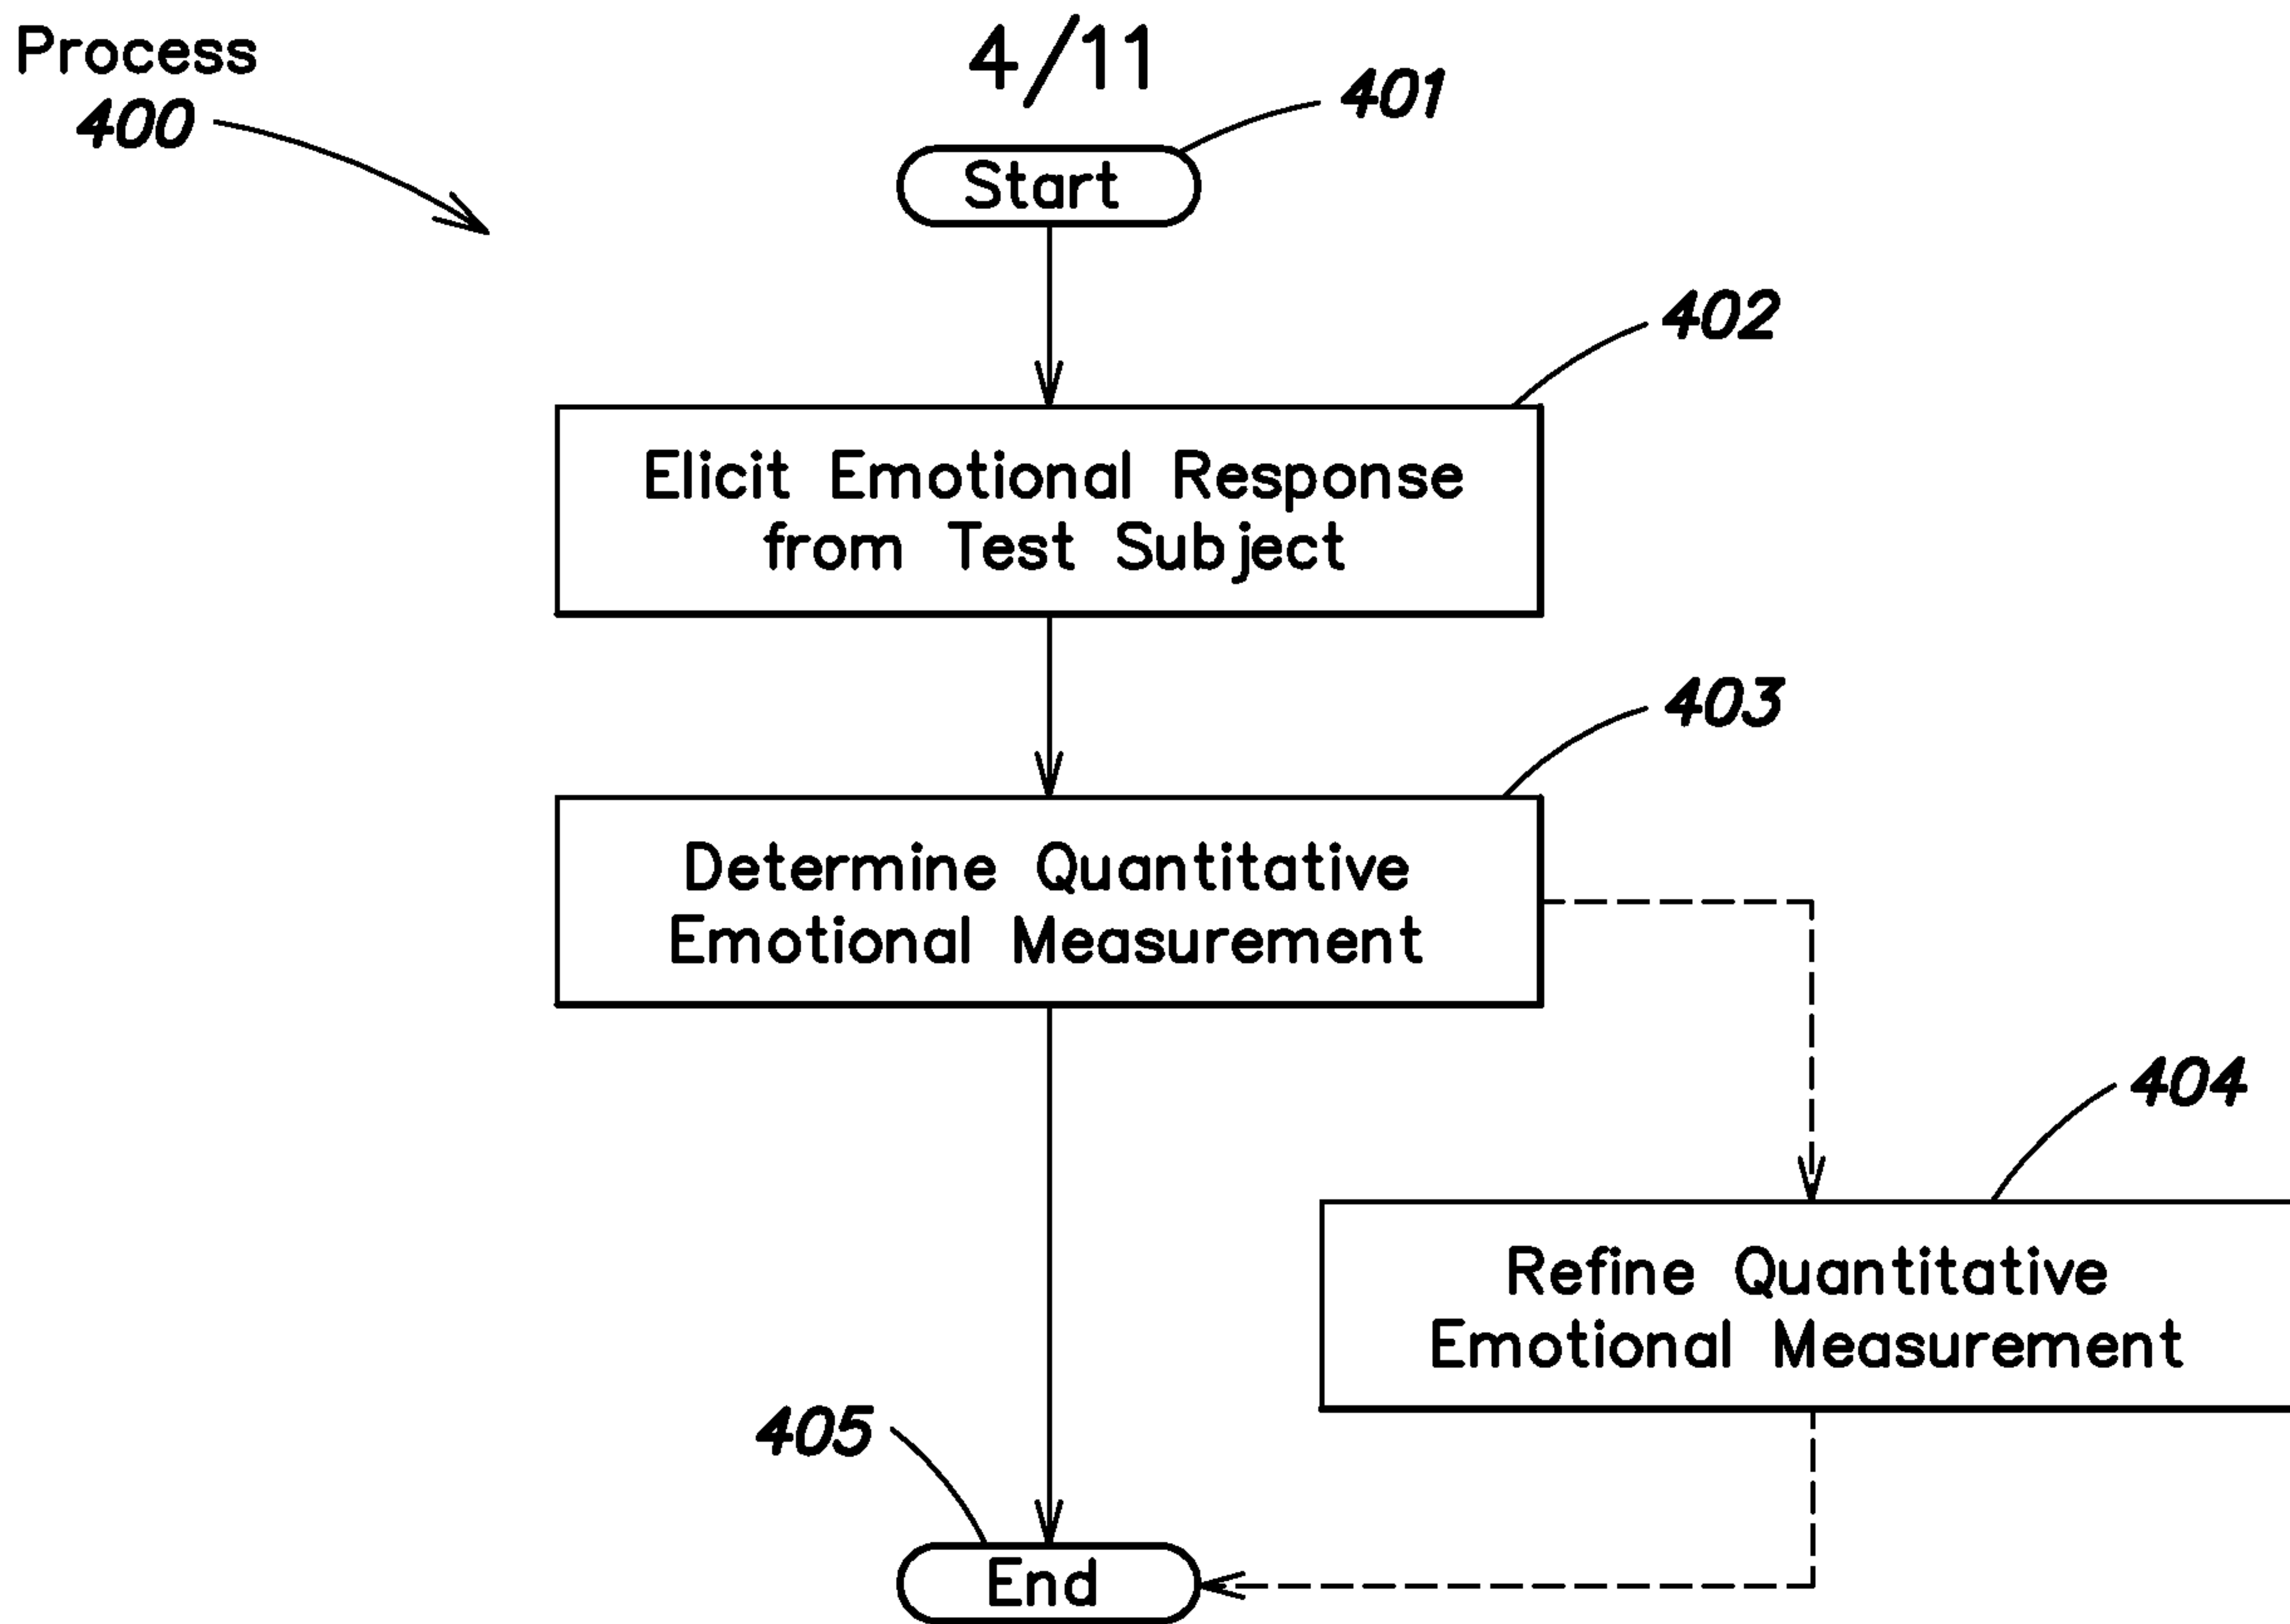 Process
400
4/11
401
Start
402
Elicit Emotional Response
from Test Subject
403
Determine Quantitative
Emotional Measurement
404
Refine Quantitative
Emotional Measurement
405
End